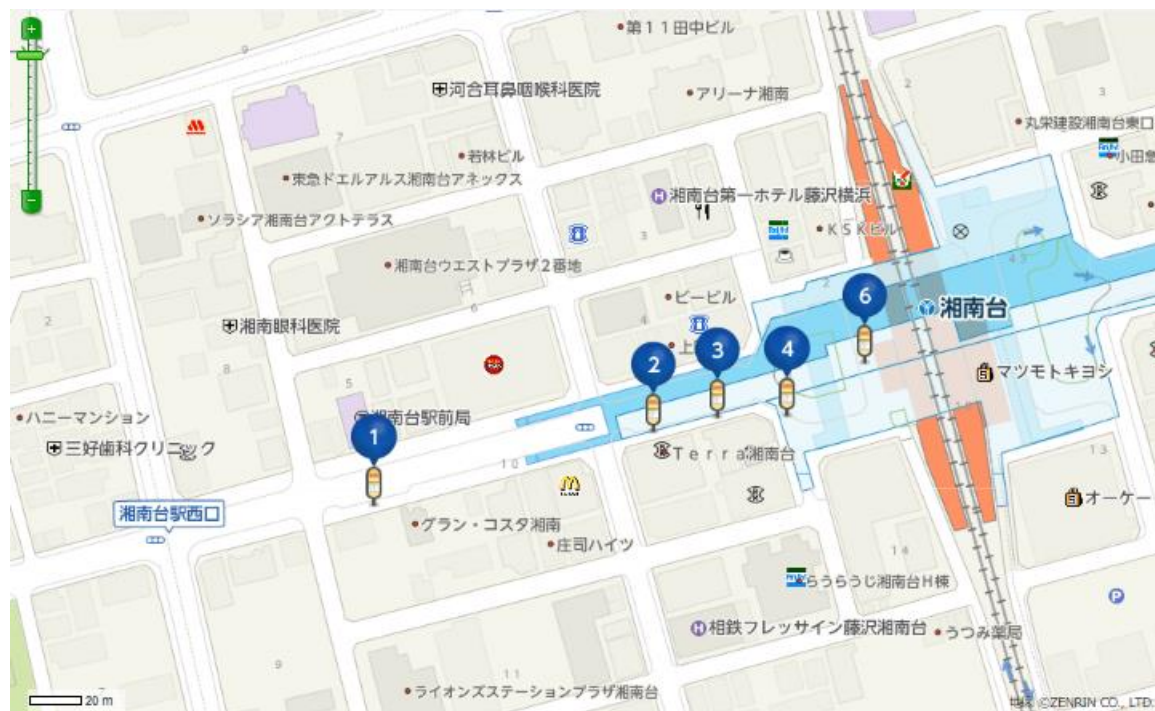 第11田中ビル
9
2
河合耳鼻咽喉科医院
アリーナ湘南
3
丸栄建設湘南台東口
7
若林ビル
小田急
東急ドエルアルス湘南台アネックス
湘南台第一ホテル藤沢横浜
ソラシア湘南台アクトテラス
3
KSKビル
湘南台ウエストプラザ2番地
2
6
ビービル
6
湘南台
2
湘南眼科医院
4
上
2
3
4
8
マツモトキヨシ
5
ハニーマンション
湘南台駅前局
1
三好歯科クリニック
10
Terra湘南台
13
湘南台駅西口
グラン・コスタ湘南
オーケー
庄司ハイツ
14
らうらうじ湘南台H棟
P
相鉄フレッサイン藤沢湘南台
うつみ薬局
9
11
ライオンズステーションプラザ湘南台
20 m
©ZENRIN CO., LTD.